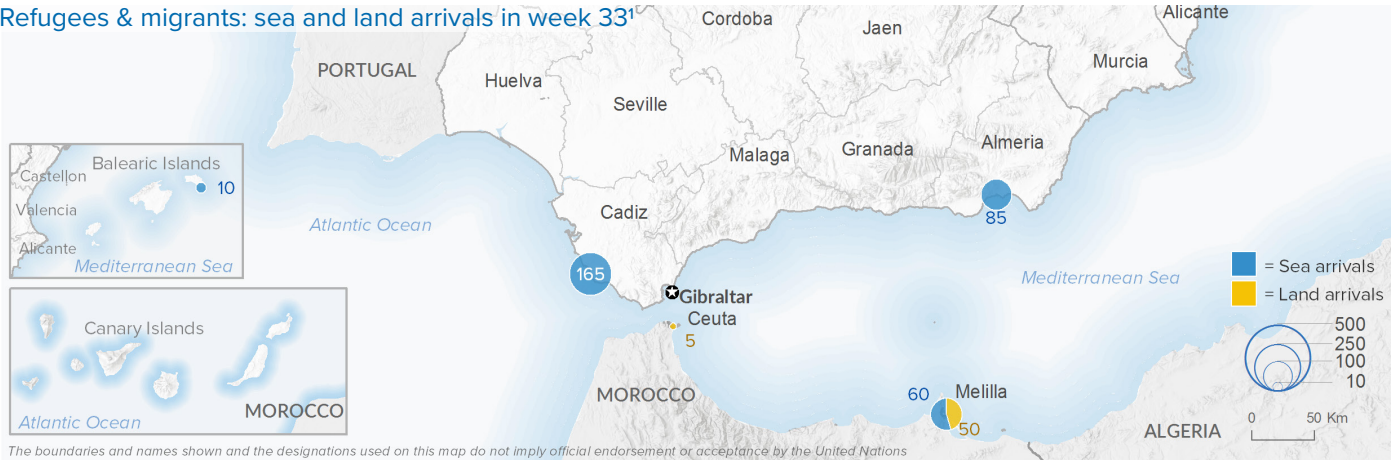 Refugees & migrants: sea and land arrivals in week 33¹
Cordoba
Jaen
Alicante
PORTUGAL
Huelva
Seville
Murcia
Malaga
Granada
Almeria
Balearic Islands
Castellon
10
Valencia
Alicante
Mediterranean Sea
Atlantic Ocean
Cadiz
85
165
Mediterranean Sea
= Sea arrivals
= Land arrivals
Gibraltar
Ceuta
5
Canary Islands
MOROCCO
Atlantic Ocean
MOROCCO
60
Melilla
50
500
250
100
10
0 50 Km
ALGERIA
The boundaries and names shown and the designations used on this map do not imply official endorsement or acceptance by the United Nations